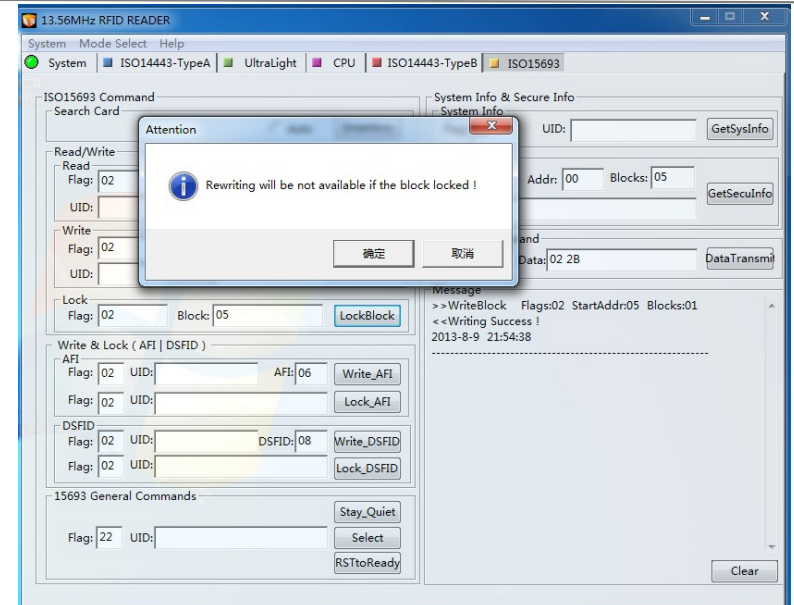 13.56MHz RFID READER
System Mode Select Help
System ISO14443-TypeA UltraLight CPU ISO14443-TypeB ISO15693
ISO15693 Command
Search Card
Read/Write
Read
Flag: 02
UID:
Write
Flag: 02
UID:
Attention
Rewriting will be not available if the block locked !
确定 取消
Lock
Flag: 02 Block: 05 LockBlock
Write & Lock ( AFI | DSFID )
AFI
Flag: 02 UID: AFI: 06 Write_AFI
Flag: 02 UID: Lock_AFI
DSFID
Flag: 02 UID: DSFID: 08 Write_DSFID
Flag: 02 UID: Lock_DSFID
15693 General Commands
Stay_Quiet
Flag: 22 UID: Select
RSTtoReady
System Info & Secure Info
System Info
UID: GetSysInfo
Addr: 00 Blocks: 05
GetSecuInfo
and
Data: 02 2B DataTransmi
Message
>>WriteBlock Flags:02 StartAddr:05 Blocks:01
<<Writing Success !
2013-8-9 21:54:38
--------------------------------------------------------------
Clear